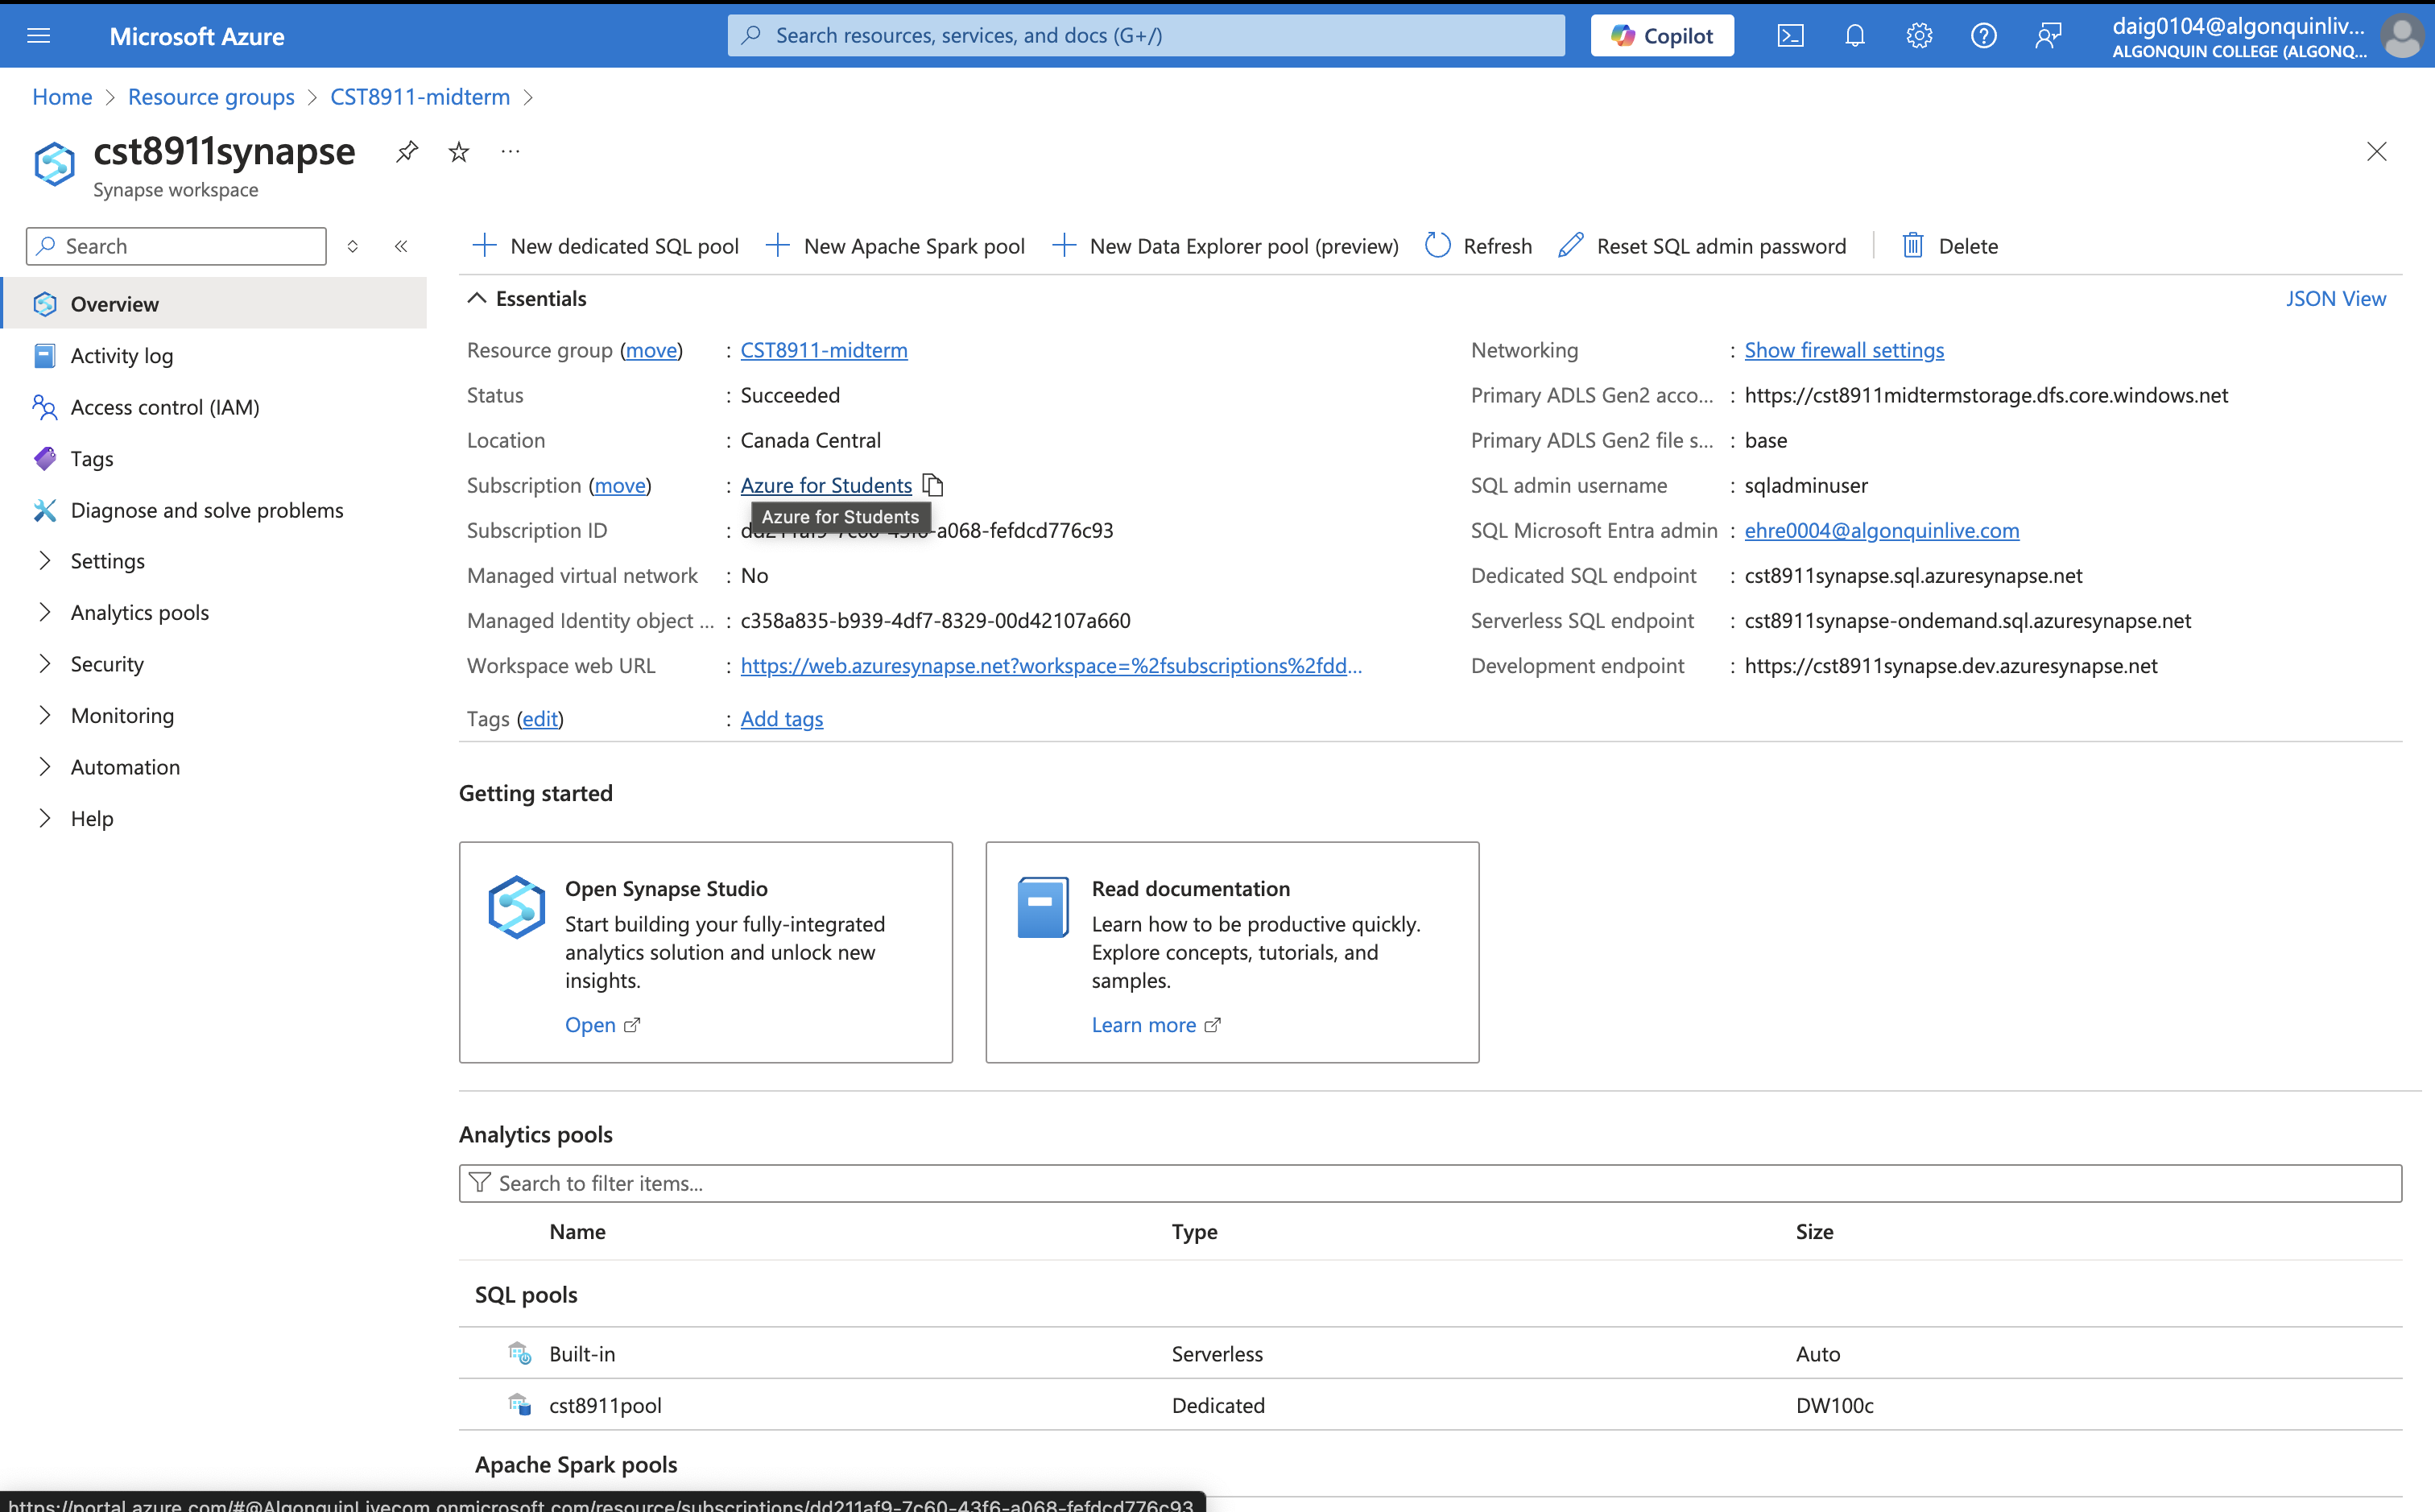 Microsoft Azure
Search resources, services, and docs (G+/)
Copilot
daig0104@algonquinliv...
ALGONQUIN COLLEGE (ALGONQ...
Home > Resource groups > CST8911-midterm >
cst8911synapse
Synapse workspace
Search
Overview
Activity log
Access control (IAM)
Tags
Diagnose and solve problems
Settings
Analytics pools
Security
Monitoring
Automation
Help
New dedicated SQL pool
New Apache Spark pool
New Data Explorer pool (preview)
Refresh
Reset SQL admin password
Delete
Essentials
JSON View
Resource group (move) : CST8911-midterm
Status : Succeeded
Location : Canada Central
Subscription (move) : Azure for Students
Azure for Students
Subscription ID : -a068-fefdcd776c93
Managed virtual network : No
Managed Identity object ... : c358a835-b939-4df7-8329-00d42107a660
Workspace web URL : https://web.azuresynapse.net?workspace=%2fsubscriptions%2fdd...
Tags (edit) : Add tags
Networking : Show firewall settings
Primary ADLS Gen2 acco... : https://cst8911midtermstorage.dfs.core.windows.net
Primary ADLS Gen2 file s... : base
SQL admin username : sqladminuser
SQL Microsoft Entra admin : ehre0004@algonquinlive.com
Dedicated SQL endpoint : cst8911synapse.sql.azuresynapse.net
Serverless SQL endpoint : cst8911synapse-ondemand.sql.azuresynapse.net
Development endpoint : https://cst8911synapse.dev.azuresynapse.net
Getting started
Open Synapse Studio
Start building your fully-integrated
analytics solution and unlock new
insights.
Open
Read documentation
Learn how to be productive quickly.
Explore concepts, tutorials, and
samples.
Learn more
Analytics pools
Search to filter items...
Name Type Size
SQL pools
Built-in Serverless Auto
cst8911pool Dedicated DW100c
Apache Spark pools
https://portal.azure.com/#@AlgonquinLivecom.onmicrosoft.com/resource/subscriptions/dd211af9-7c60-43f6-a068-fefdcd776c93